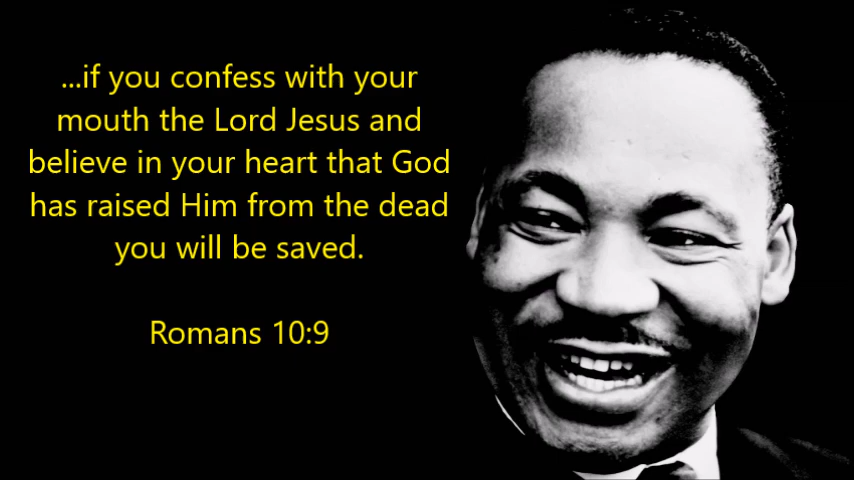 ...if you confess with your
mouth the Lord Jesus and
believe in your heart that God
has raised Him from the dead
you will be saved.
Romans 10:9